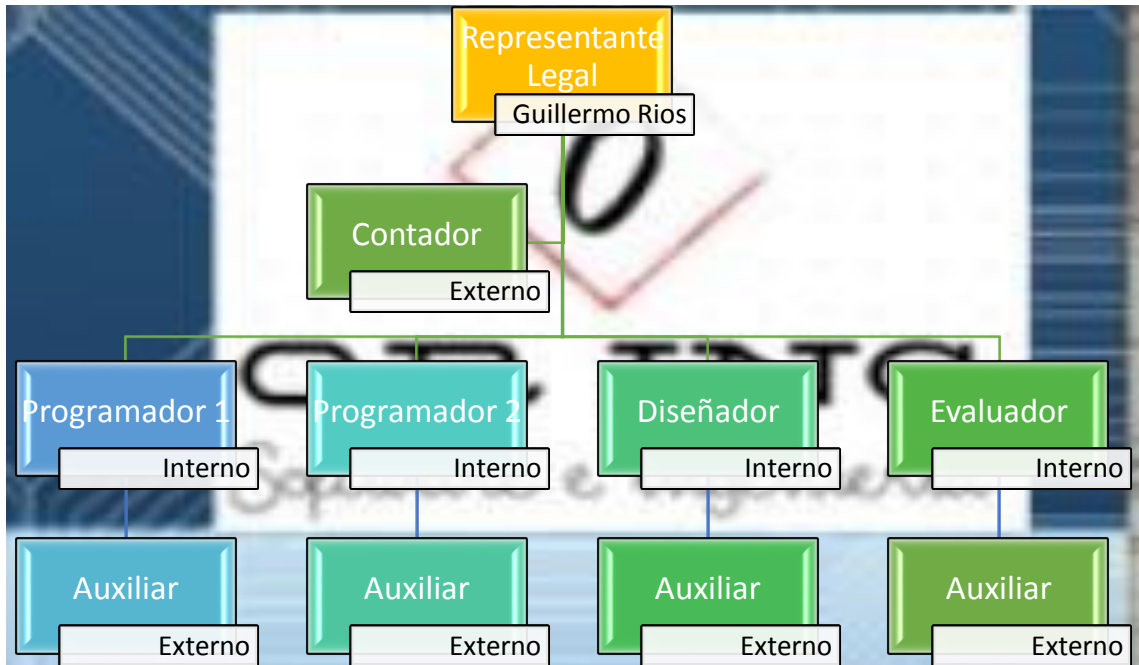 Representante
Legal
Guillermo Rios
Contador
Externo
Programador 1
Interno
Programador 2
Interno
Diseñador
Interno
Evaluador
Interno
Auxiliar
Externo
Auxiliar
Externo
Auxiliar
Externo
Auxiliar
Externo